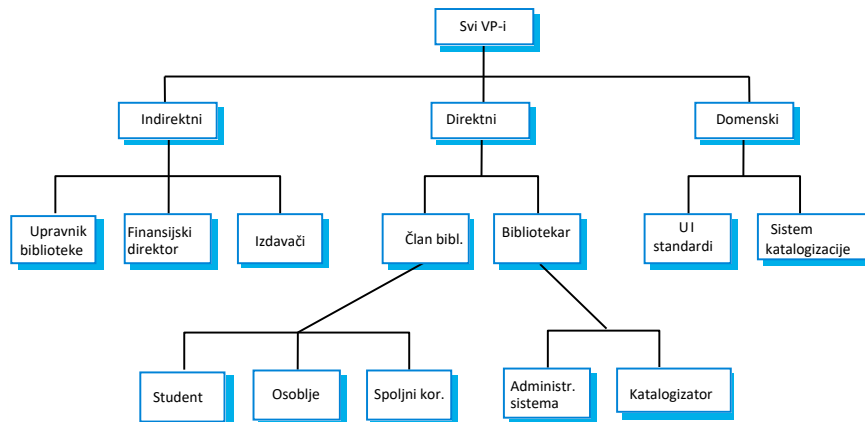 Svi VP-i
Indirektni
Direktni
Domenski
Upravnik
biblioteke
Finansijski
direktor
Izdavači
Član bibl.
Bibliotekar
UI
standardi
Sistem
katalogizacije
Student
Osoblje
Spoljni kor.
Administr.
sistema
Katalogizator